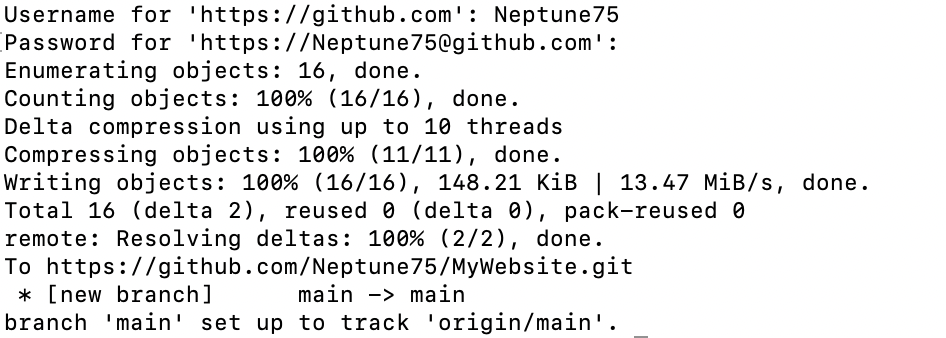 Username for 'https://github.com': Neptune75
Password for 'https://Neptune75@github.com':
Enumerating objects: 16, done.
Counting objects: 100% (16/16), done.
Delta compression using up to 10 threads
Compressing objects: 100% (11/11), done.
Writing objects: 100% (16/16), 148.21 KiB | 13.47 MiB/s, done.
Total 16 (delta 2), reused 0 (delta 0), pack-reused 0
remote: Resolving deltas: 100% (2/2), done.
To https://github.com/Neptune75/MyWebsite.git
 * [new branch]      main -> main
branch 'main' set up to track 'origin/main'.